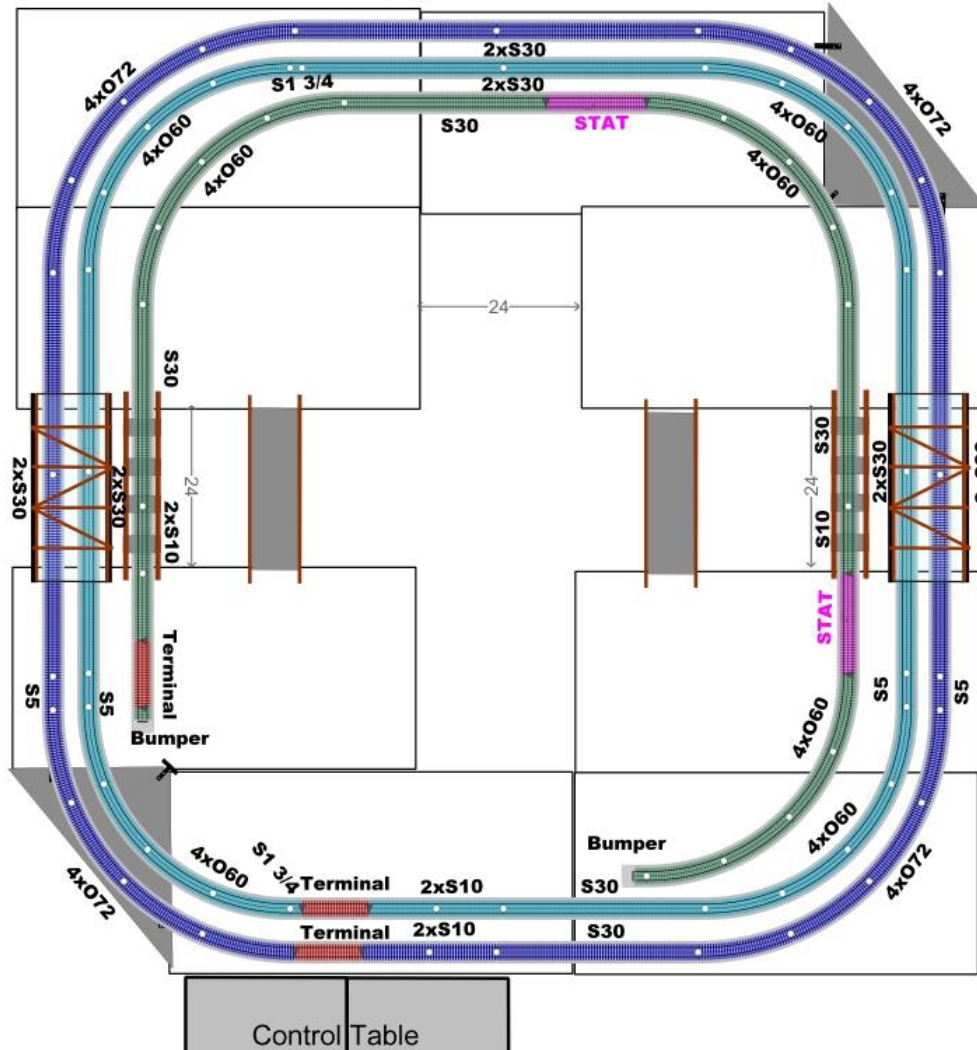 2xS30
4xO72
S1 3/4
2xS30
4xO72
4xO60
S30
STAT
4xO60
4xO60
4xO60
24
S30
S30
2xS30
24
24
2xS30
2xS30
2xS10
S10
STAT
Terminal
S5
S5
S5
S5
Bumper
4xO60
Bumper
4xO60
4xO60
S1 3/4
Terminal
2xS10
S30
4xO72
4xO72
Terminal
2xS10
S30
Control Table